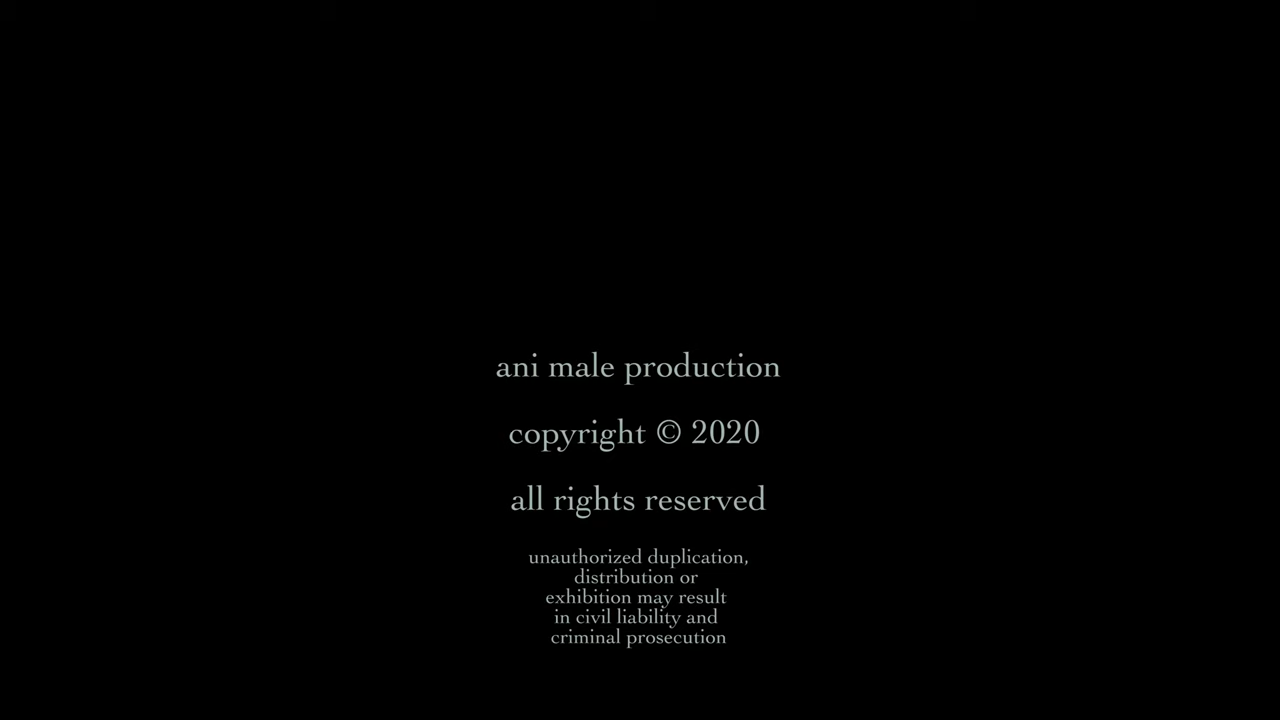 ani male production
copyright © 2020
all rights reserved
unauthorized duplication,
distribution or
exhibition may result
in civil liability and
criminal prosecution